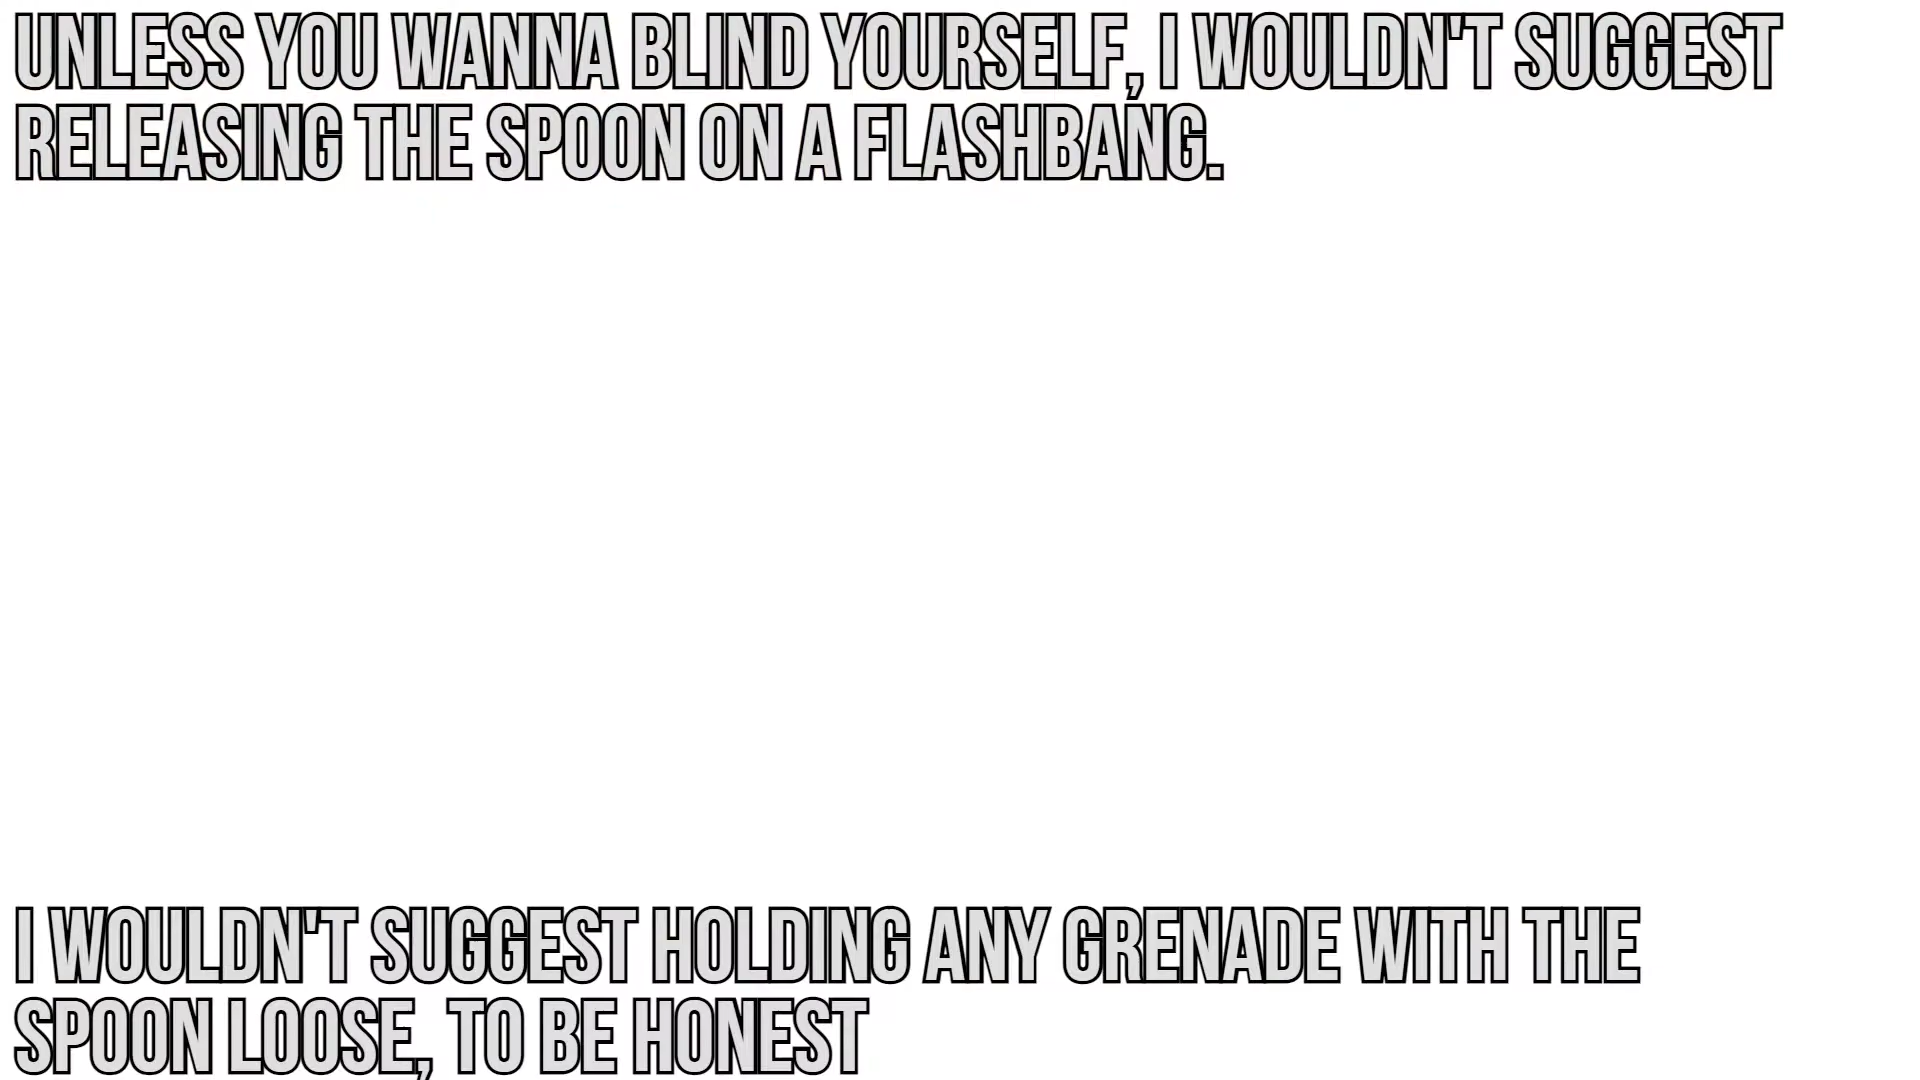 UNLESS YOU WANNA BLIND YOURSELF, I WOULDN'T SUGGEST
RELEASING THE SPOON ON A FLASHBANG.
I WOULDN'T SUGGEST HOLDING ANY GRENADE WITH THE
SPOON LOOSE, TO BE HONEST